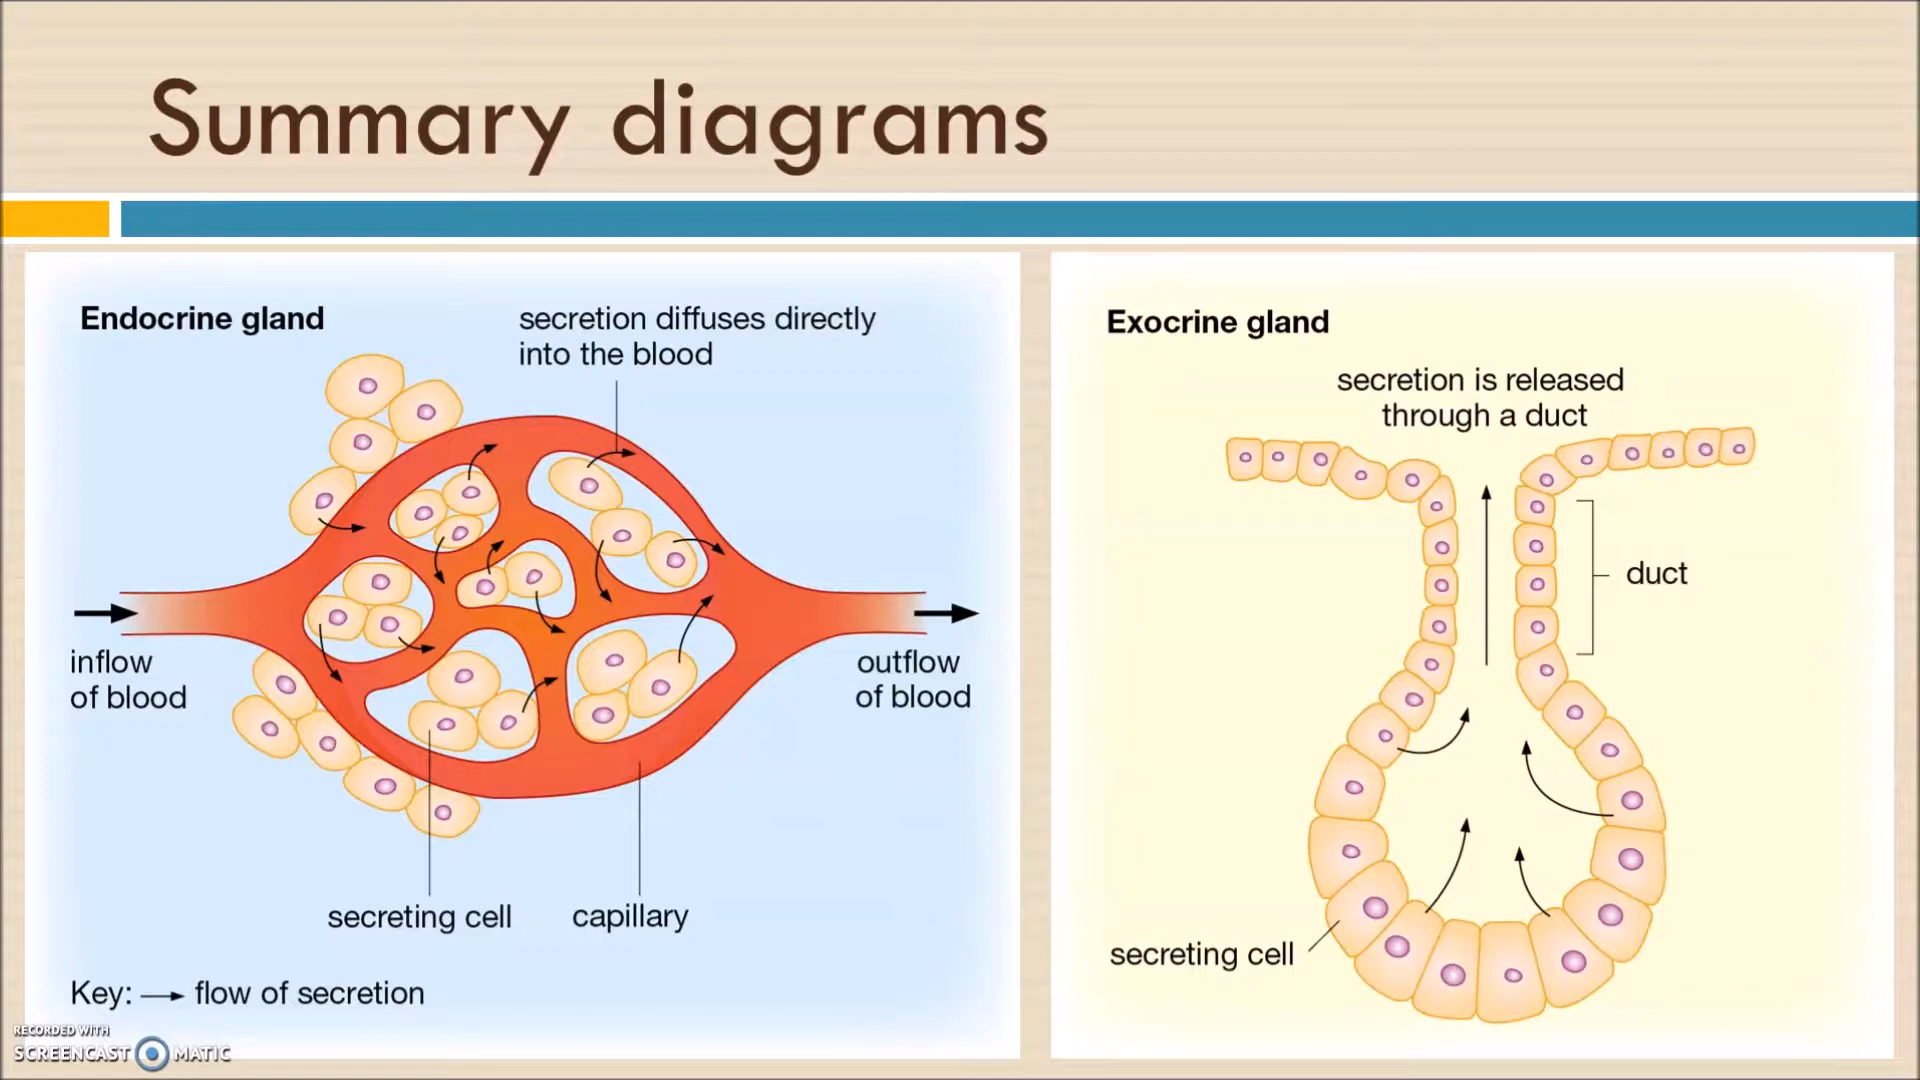 Summary diagrams
Endocrine gland
secretion diffuses directly
into the blood
inflow
of blood
outflow
of blood
secreting cell
capillary
Key: flow of secretion
Exocrine gland
secretion is released
through a duct
duct
secreting cell
RECORDED WITH
SCREENCAST MATIC